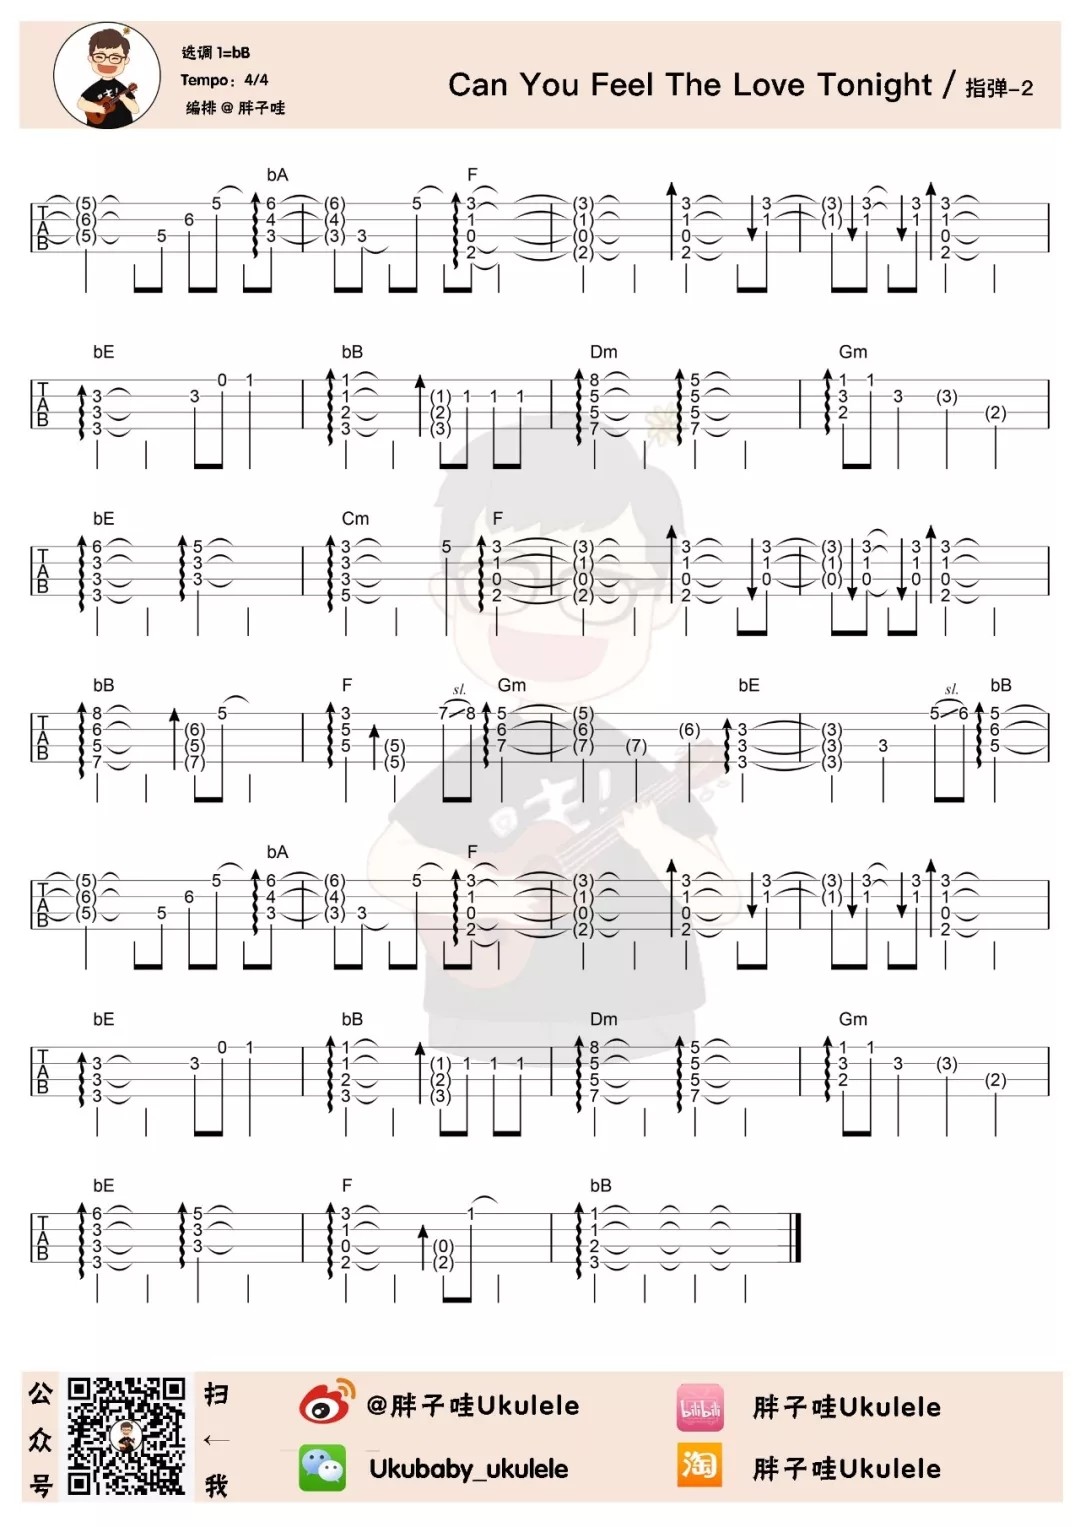 选调 1=bB
Tempo：4/4
编排 @ 胖子哇
Can You Feel The Love Tonight / 指弹-2
bA F
TAB (5) (6) (5) 5 6 5 6 4 3 (6) (4) (3) 3 5 3 1 0 2 (3) (1) (0) (2) 3 1 0 2 3 1 (3) (1) 3 1 3 1 3 1 0 2
bE bB Dm Gm
TAB 3 3 3 3 0 1 1 1 2 3 (1) (2) (3) 1 1 1 8 5 5 7 5 5 5 7 1 3 2 1 3 (3) (2)
bE Cm F
TAB 6 3 3 3 5 3 3 3 3 3 5 5 3 1 0 2 (3) (1) (0) (2) 3 1 0 2 3 1 0 (3) (1) (0) 3 1 0 3 1 0 3 1 0 2
bB F sl. Gm bE sl. bB
TAB 8 6 5 7 (6) (5) (7) 5 3 5 5 (5) (5) 7 8 5 6 7 (5) (6) (7) (7) (6) 3 3 3 (3) (3) (3) 3 5 6 5 6 5
bA F
TAB (5) (6) (5) 5 6 5 6 4 3 (6) (4) (3) 3 5 3 1 0 2 (3) (1) (0) (2) 3 1 0 2 3 1 (3) (1) 3 1 3 1 3 1 0 2
bE bB Dm Gm
TAB 3 3 3 3 0 1 1 1 2 3 (1) (2) (3) 1 1 1 8 5 5 7 5 5 5 7 1 3 2 1 3 (3) (2)
bE F bB
TAB 6 3 3 3 5 3 3 3 1 0 2 (0) (2) 1 1 1 2 3
公众号
扫←我
@胖子哇Ukulele
bilibili
胖子哇Ukulele
Ukubaby_ukulele
淘
胖子哇Ukulele